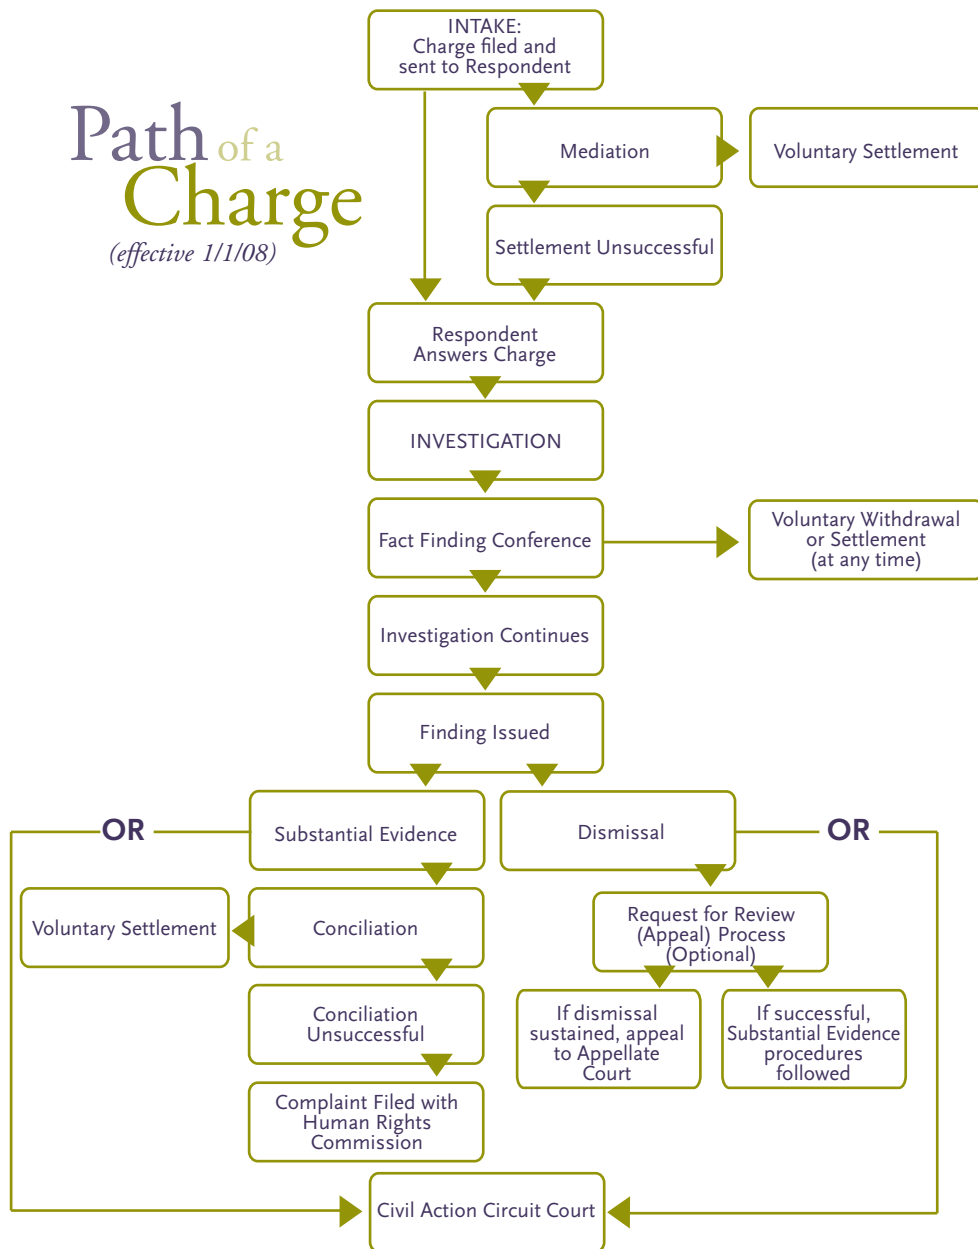 INTAKE:
Charge filed and
sent to Respondent
Path of a
Charge
(effective 1/1/08)
Mediation
Voluntary Settlement
Settlement Unsuccessful
Respondent
Answers Charge
INVESTIGATION
Fact Finding Conference
Voluntary Withdrawal
or Settlement
(at any time)
Investigation Continues
Finding Issued
OR
Substantial Evidence
Dismissal
OR
Voluntary Settlement
Conciliation
Request for Review
(Appeal) Process
(Optional)
Conciliation
Unsuccessful
If dismissal
sustained, appeal
to Appellate
Court
If successful,
Substantial Evidence
procedures
followed
Complaint Filed with
Human Rights
Commission
Civil Action Circuit Court